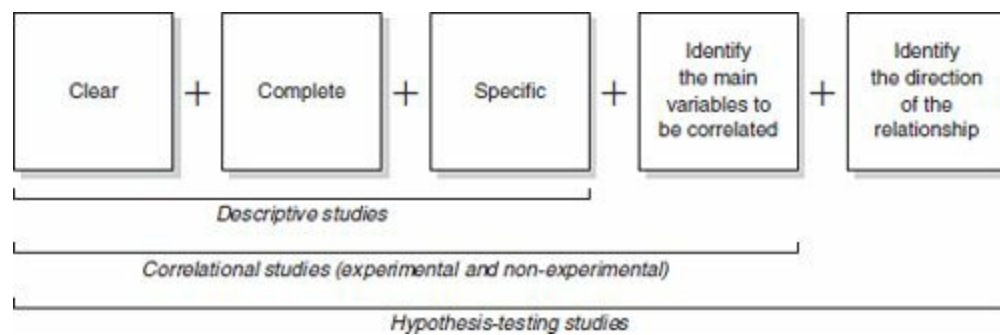 Clear
+
Complete
+
Specific
+
Identify
the main
variables to
be correlated
+
Identify
the direction
of the
relationship
Descriptive studies
Correlational studies (experimental and non-experimental)
Hypothesis-testing studies